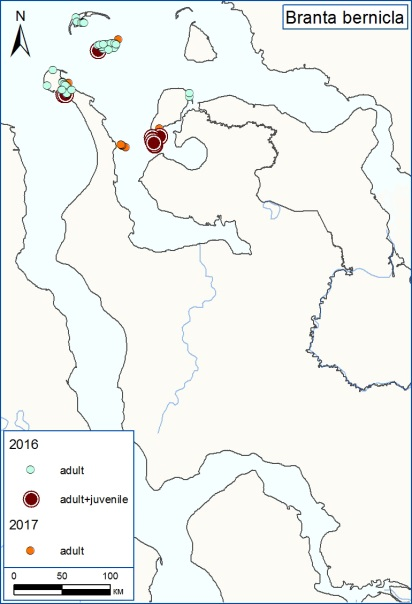 Branta bernicla
N
2016
adult
adult+juvenile
2017
adult
0 50 100
KM